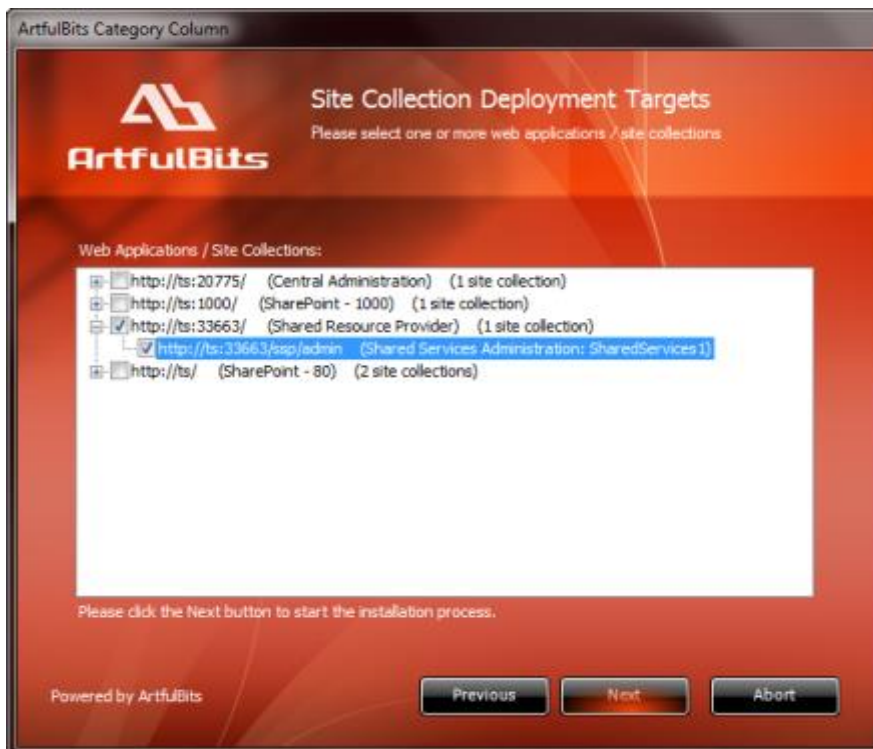 ArtfulBits Category Column
ArtfulBits
Site Collection Deployment Targets
Please select one or more web applications / site collections
Web Applications / Site Collections:
http://ts:20775/ (Central Administration) (1 site collection)
http://ts:1000/ (SharePoint - 1000) (1 site collection)
http://ts:33663/ (Shared Resource Provider) (1 site collection)
http://ts:33663/ssp/admin (Shared Services Administration: SharedServices1)
http://ts/ (SharePoint - 80) (2 site collections)
Please click the Next button to start the installation process.
Powered by ArtfulBits
Previous
Next
Abort